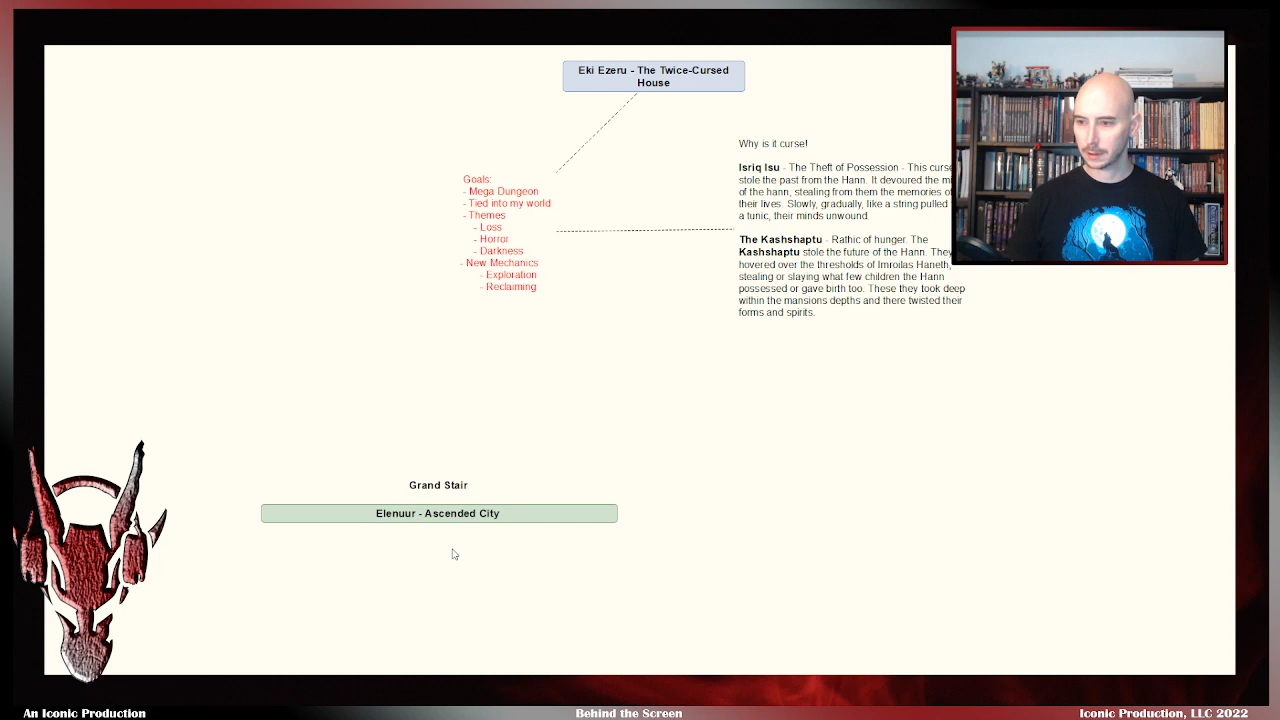 Eki Ezeru - The Twice-Cursed
House
Why is it curse!
Isriq Isu - The Theft of Possession - This curse
stole the past from the Hann. It devoured the
of the hann, stealing from them the memories of
their lives. Slowly, gradually, like a string pulled
a tunic, their minds unwound.
Goals:
- Mega Dungeon
- Tied into my world
- Themes
- Loss
- Horror
- Darkness
- New Mechanics
- Exploration
- Reclaiming
The Kashshaptu - Rathic of hunger. The
Kashshaptu stole the future of the Hann. They
hovered over the thresholds of Imroilas Haneth,
stealing or slaying what few children the Hann
possessed or gave birth too. These they took deep
within the mansions depths and there twisted their
forms and spirits.
Grand Stair
Elenuur - Ascended City
An Iconic Production
Behind the Screen
Iconic Production, LLC 2022